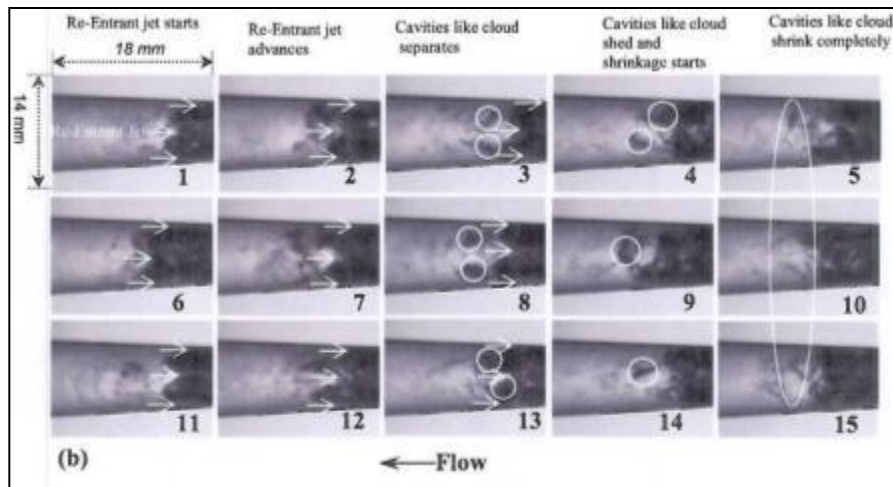 Re-Entrant jet starts
Re-Entrant jet
advances
Cavities like cloud
separates
Cavities like cloud
shed and
shrinkage starts
Cavities like cloud
shrink completely
18 mm
14 mm
Re-Entrant Jet
1
2
3
4
5
6
7
8
9
10
11
12
13
14
15
(b)
Flow